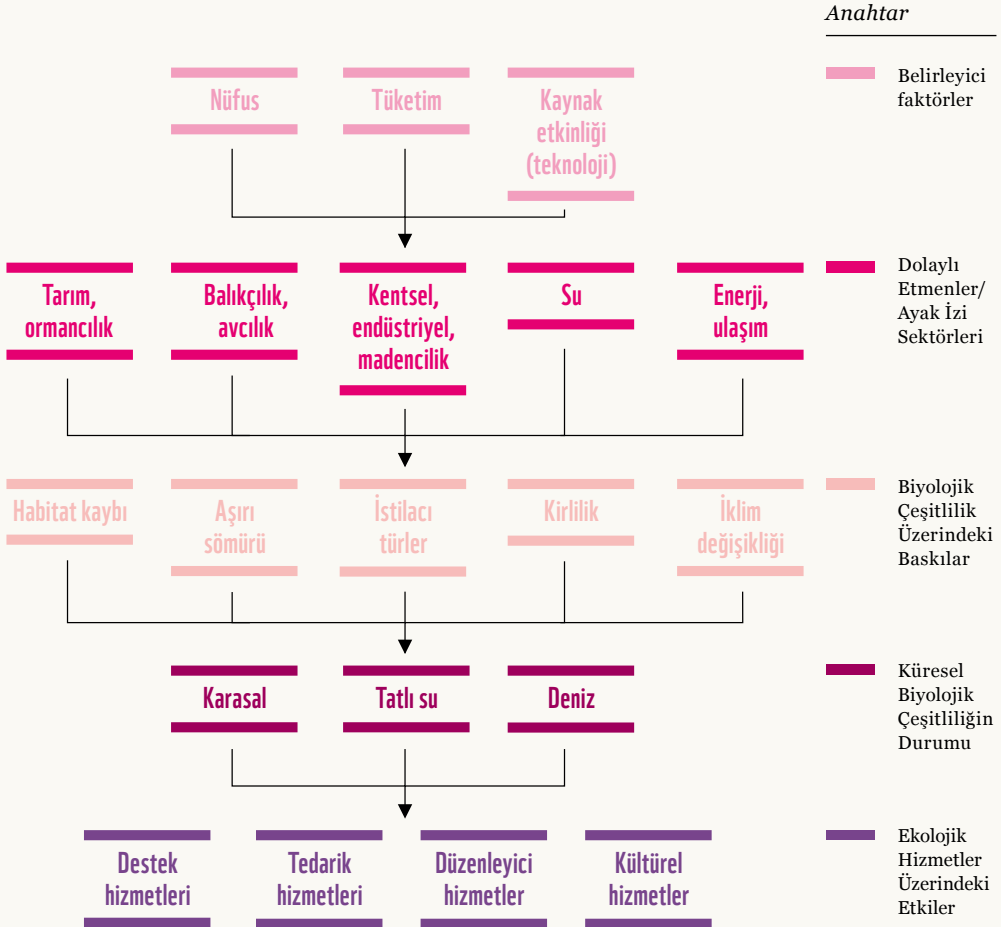 Anahtar
Nüfus
Tüketim
Kaynak
etkinliği
(teknoloji)
Belirleyici
faktörler
Tarım,
ormancılık
Balıkçılık,
avcılık
Kentsel,
endüstriyel,
madencilik
Su
Enerji,
ulaşım
Dolaylı
Etmenler/
Ayak İzi
Sektörleri
Habitat kaybı
Aşırı
sömürü
İstilacı
türler
Kirlilik
İklim
değişikliği
Biyolojik
Çeşitlilik
Üzerindeki
Baskılar
Karasal
Tatlı su
Deniz
Küresel
Biyolojik
Çeşitliliğin
Durumu
Destek
hizmetleri
Tedarik
hizmetleri
Düzenleyici
hizmetler
Kültürel
hizmetler
Ekolojik
Hizmetler
Üzerindeki
Etkiler